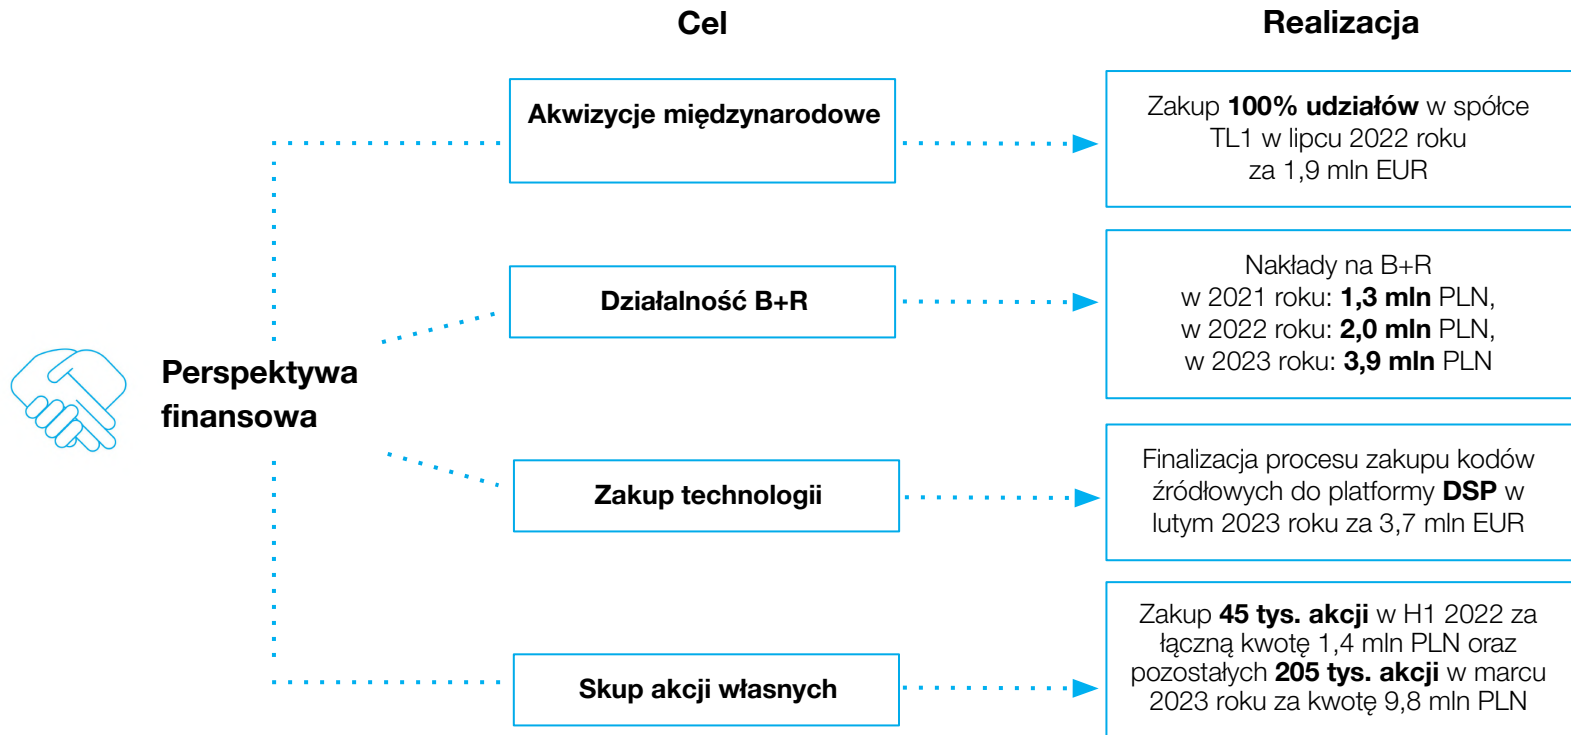 Cel
Realizacja
Perspektywa
finansowa
Akwizycje międzynarodowe
Zakup 100% udziałów w spółce
TL1 w lipcu 2022 roku
za 1,9 mln EUR
Działalność B+R
Nakłady na B+R
w 2021 roku: 1,3 mln PLN,
w 2022 roku: 2,0 mln PLN,
w 2023 roku: 3,9 mln PLN
Zakup technologii
Finalizacja procesu zakupu kodów
źródłowych do platformy DSP w
lutym 2023 roku za 3,7 mln EUR
Skup akcji własnych
Zakup 45 tys. akcji w H1 2022 za
łączną kwotę 1,4 mln PLN oraz
pozostałych 205 tys. akcji w marcu
2023 roku za kwotę 9,8 mln PLN